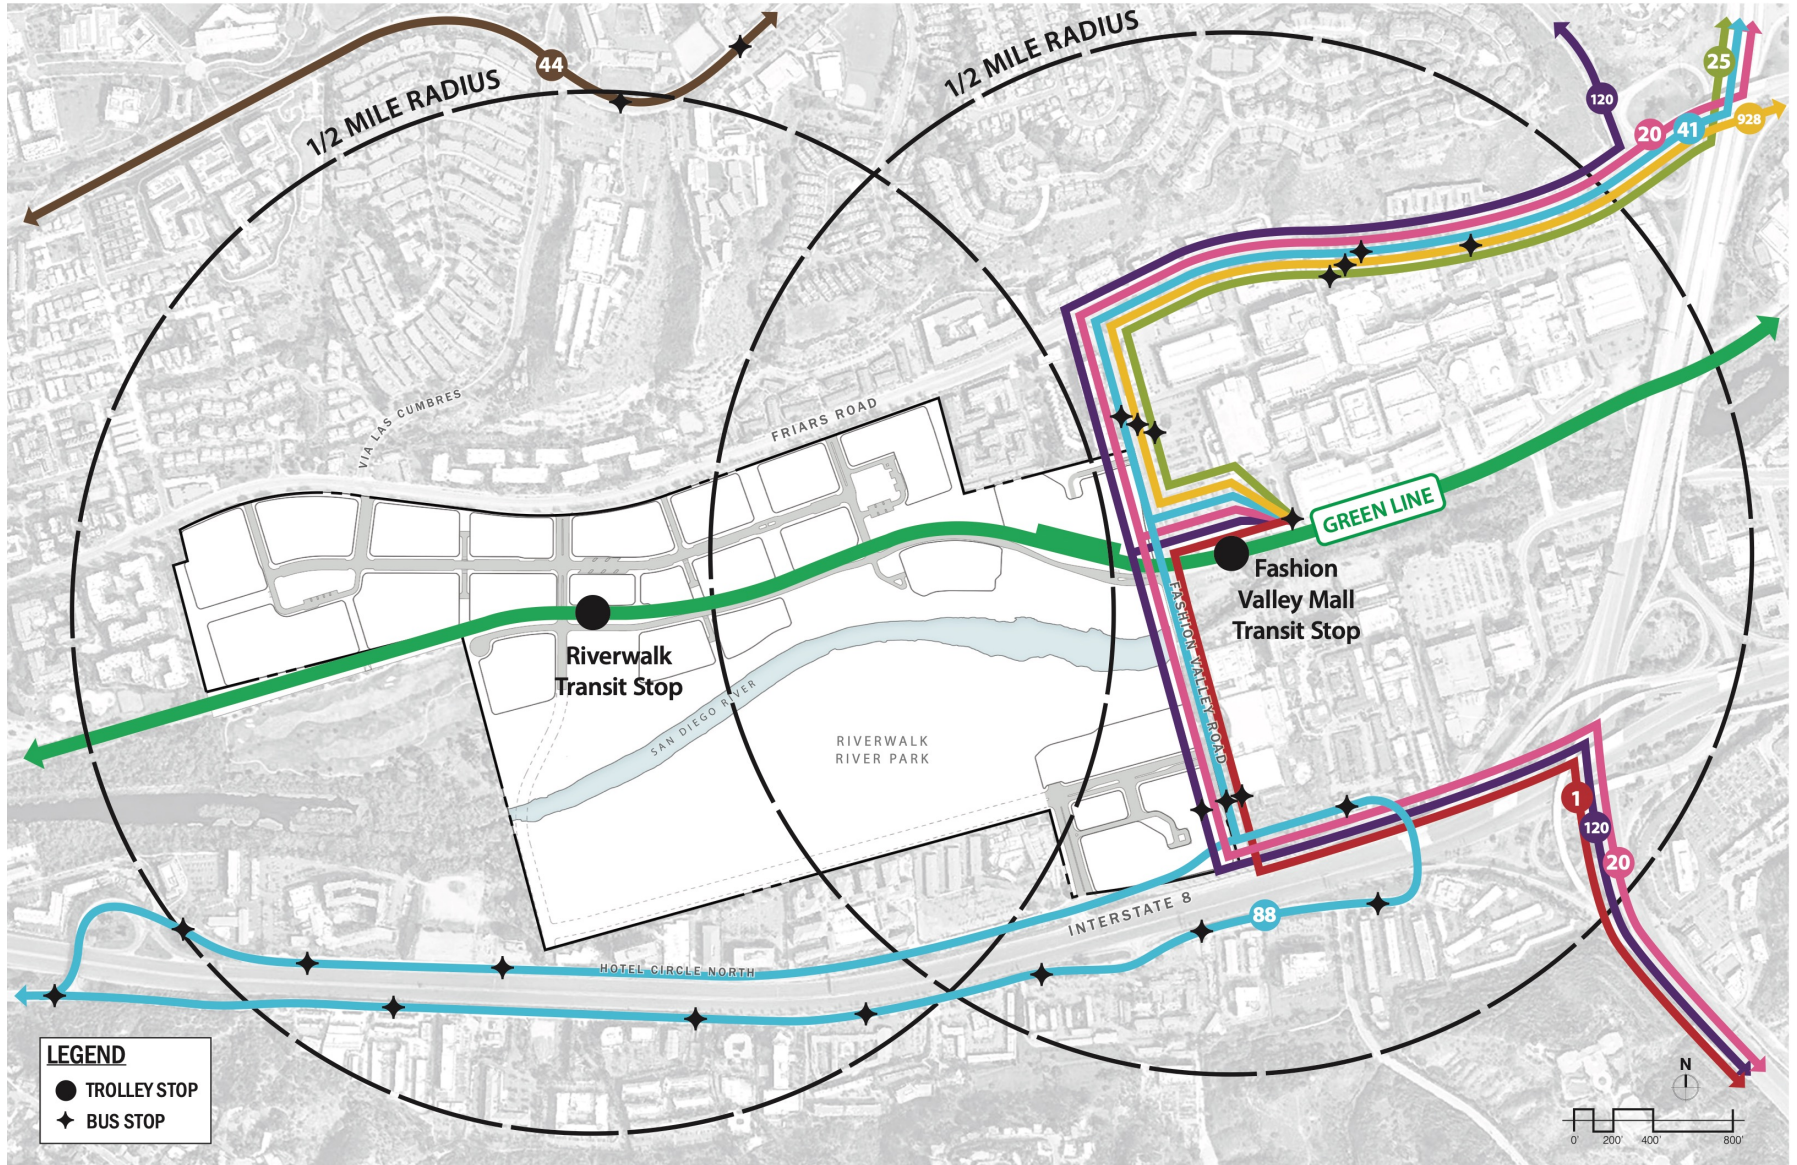 44
1/2 MILE RADIUS
1/2 MILE RADIUS
120
25
20
41
928
VIA LAS CUMBRES
FRIARS ROAD
GREEN LINE
Fashion
Valley Mall
Transit Stop
Riverwalk
Transit Stop
FASHION VALLEY ROAD
SAN DIEGO RIVER
RIVERWALK
RIVER PARK
1
120
20
INTERSTATE 8
88
HOTEL CIRCLE NORTH
LEGEND
TROLLEY STOP
BUS STOP
N
0' 200' 400' 800'